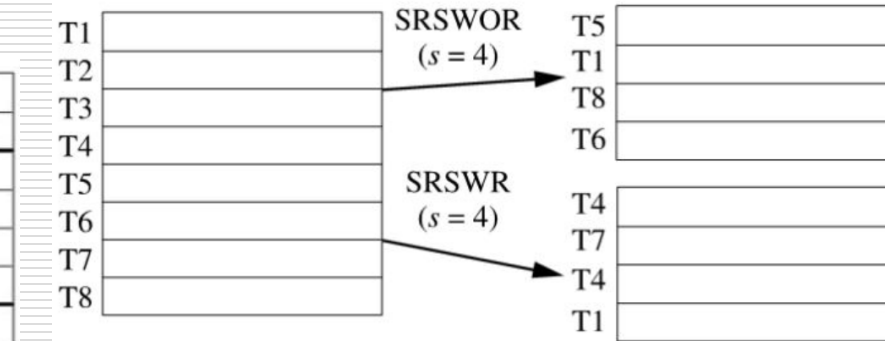 T1
T2
T3
T4
T5
T6
T7
T8
SRSWOR
(s = 4)
SRSWR
(s = 4)
T5
T1
T8
T6
T4
T7
T4
T1